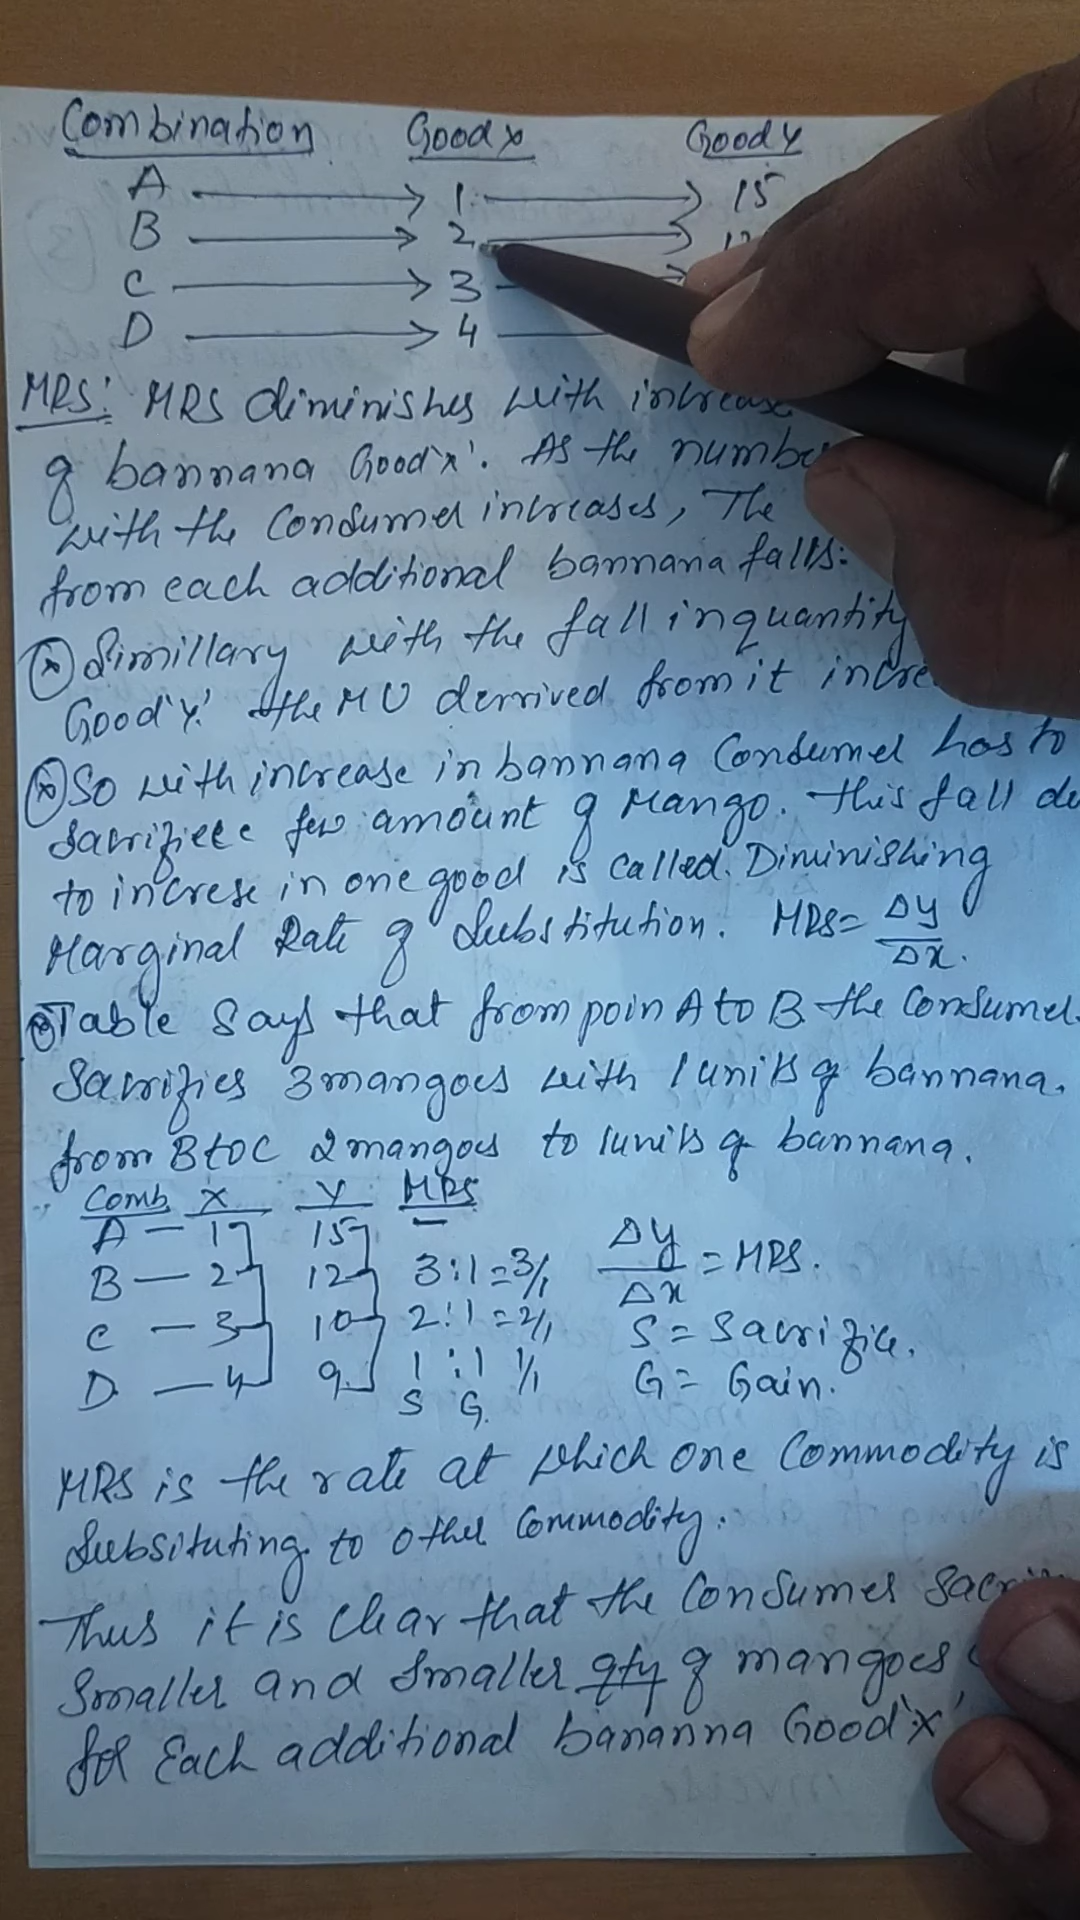 Combination Good x Good y
A → 1 → 15
B → 2 →
C → 3
D → 4
MRS: MRS diminishes with increase
of bannana Good 'x'. As the number
with the Consumer increases, The
from each additional bannana falls:
Simillary with the fall in quantity
Good 'y' the MU derrived from it incre
So with increase in bannana Consumer has to
Sacrifiece few amount of Mango. This fall du
to increse in one good is called Diminishing
Marginal Rate of Substitution. MRS = Δy/Δx.
Table Says that from poin A to B the Consumer
Sacrifies 3 mangoes with 1 units of bannana.
from B to C 2 mangoes to 1 units of bannana.
Comb X Y MRS
A — 1 15 — Δy/Δx = MRS.
B — 2 12 3:1 = 3/1
C — 3 10 2:1 = 2/1 S = Sacrifice.
D — 4 9 1:1 1/1 G = Gain.
S G.
MRS is the rate at which one Commodity is
Subsituting to other Commodity.
Thus it is Clear that the Consumer Sacri
Smaller and Smaller qty of mangoes
for Each additional bananna Good 'x'